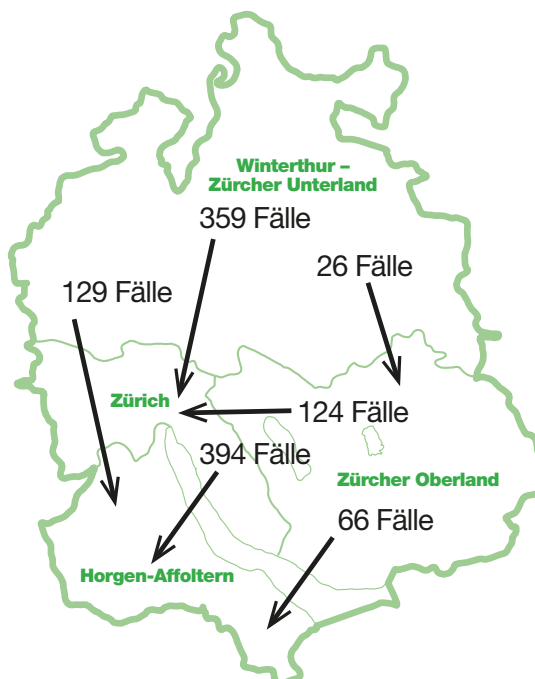 Winterthur –
Zürcher Unterland
359 Fälle
26 Fälle
129 Fälle
Zürich
124 Fälle
394 Fälle
Zürcher Oberland
66 Fälle
Horgen-Affoltern